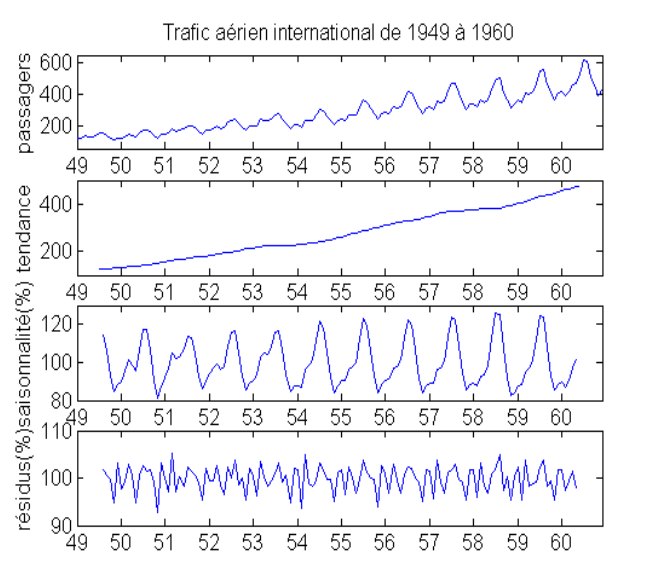 Trafic aérien international de 1949 à 1960
passagers
600
400
200
49 50 51 52 53 54 55 56 57 58 59 60
tendance
400
200
49 50 51 52 53 54 55 56 57 58 59 60
saisonnalité(%)
120
100
80
49 50 51 52 53 54 55 56 57 58 59 60
résidus(%)
110
100
90
49 50 51 52 53 54 55 56 57 58 59 60